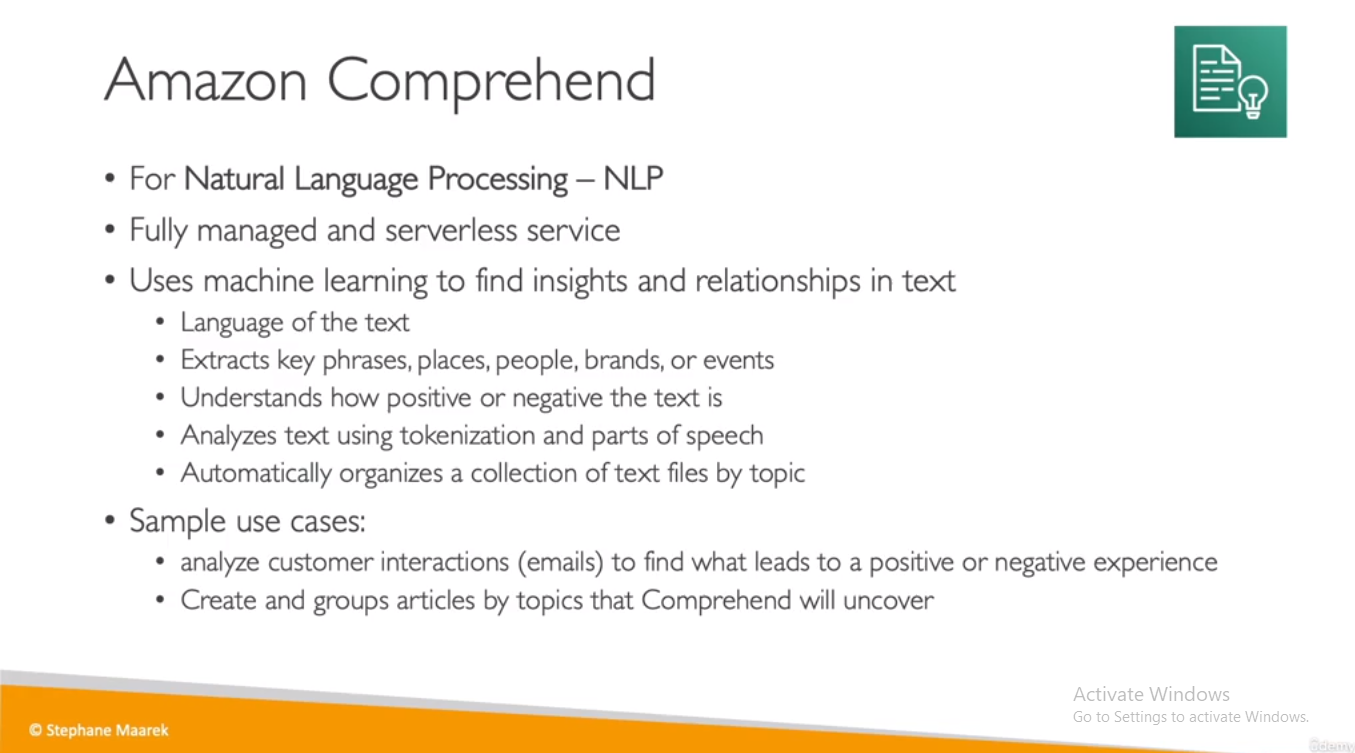 Amazon Comprehend
• For Natural Language Processing – NLP
• Fully managed and serverless service
• Uses machine learning to find insights and relationships in text
• Language of the text
• Extracts key phrases, places, people, brands, or events
• Understands how positive or negative the text is
• Analyzes text using tokenization and parts of speech
• Automatically organizes a collection of text files by topic
• Sample use cases:
• analyze customer interactions (emails) to find what leads to a positive or negative experience
• Create and groups articles by topics that Comprehend will uncover
Activate Windows
Go to Settings to activate Windows.
© Stephane Maarek
Udemy